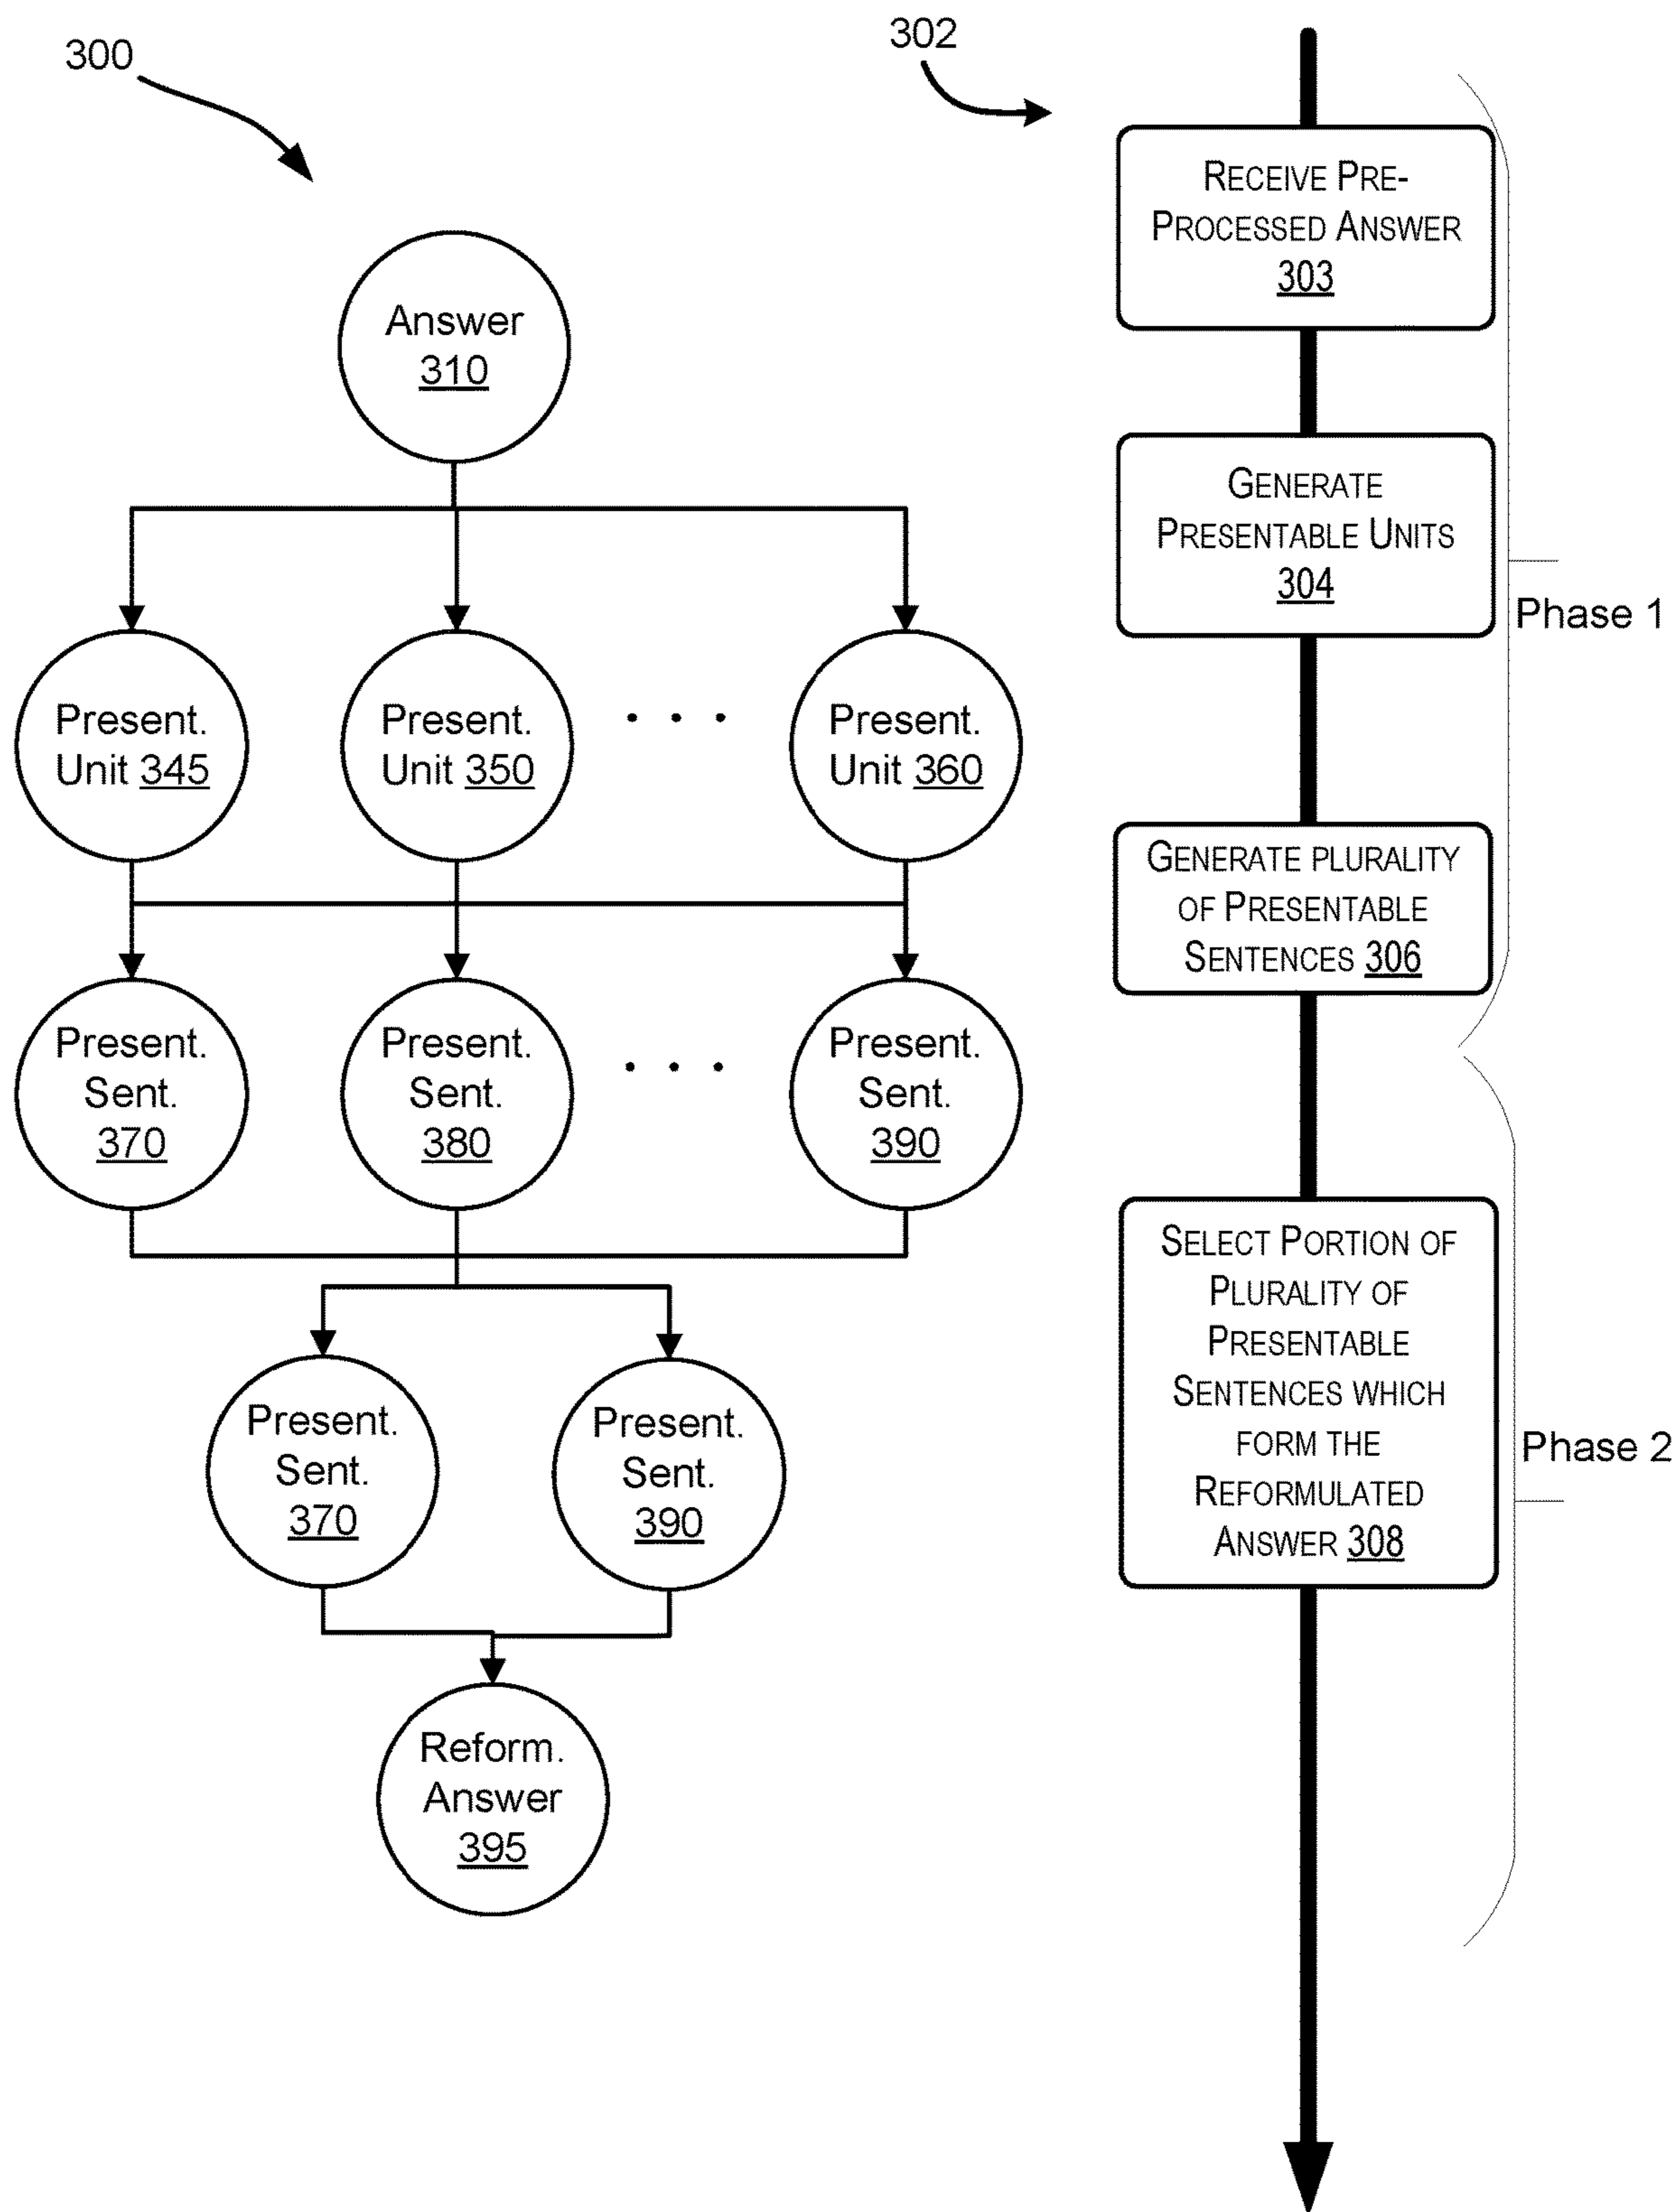 300
302
Answer
310
Present.
Unit 345
Present.
Unit 350
. . .
Present.
Unit 360
Present.
Sent.
370
Present.
Sent.
380
. . .
Present.
Sent.
390
Present.
Sent.
370
Present.
Sent.
390
Reform.
Answer
395
RECEIVE PRE-
PROCESSED ANSWER
303
GENERATE
PRESENTABLE UNITS
304
GENERATE PLURALITY
OF PRESENTABLE
SENTENCES 306
Phase 1
SELECT PORTION OF
PLURALITY OF
PRESENTABLE
SENTENCES WHICH
FORM THE
REFORMULATED
ANSWER 308
Phase 2